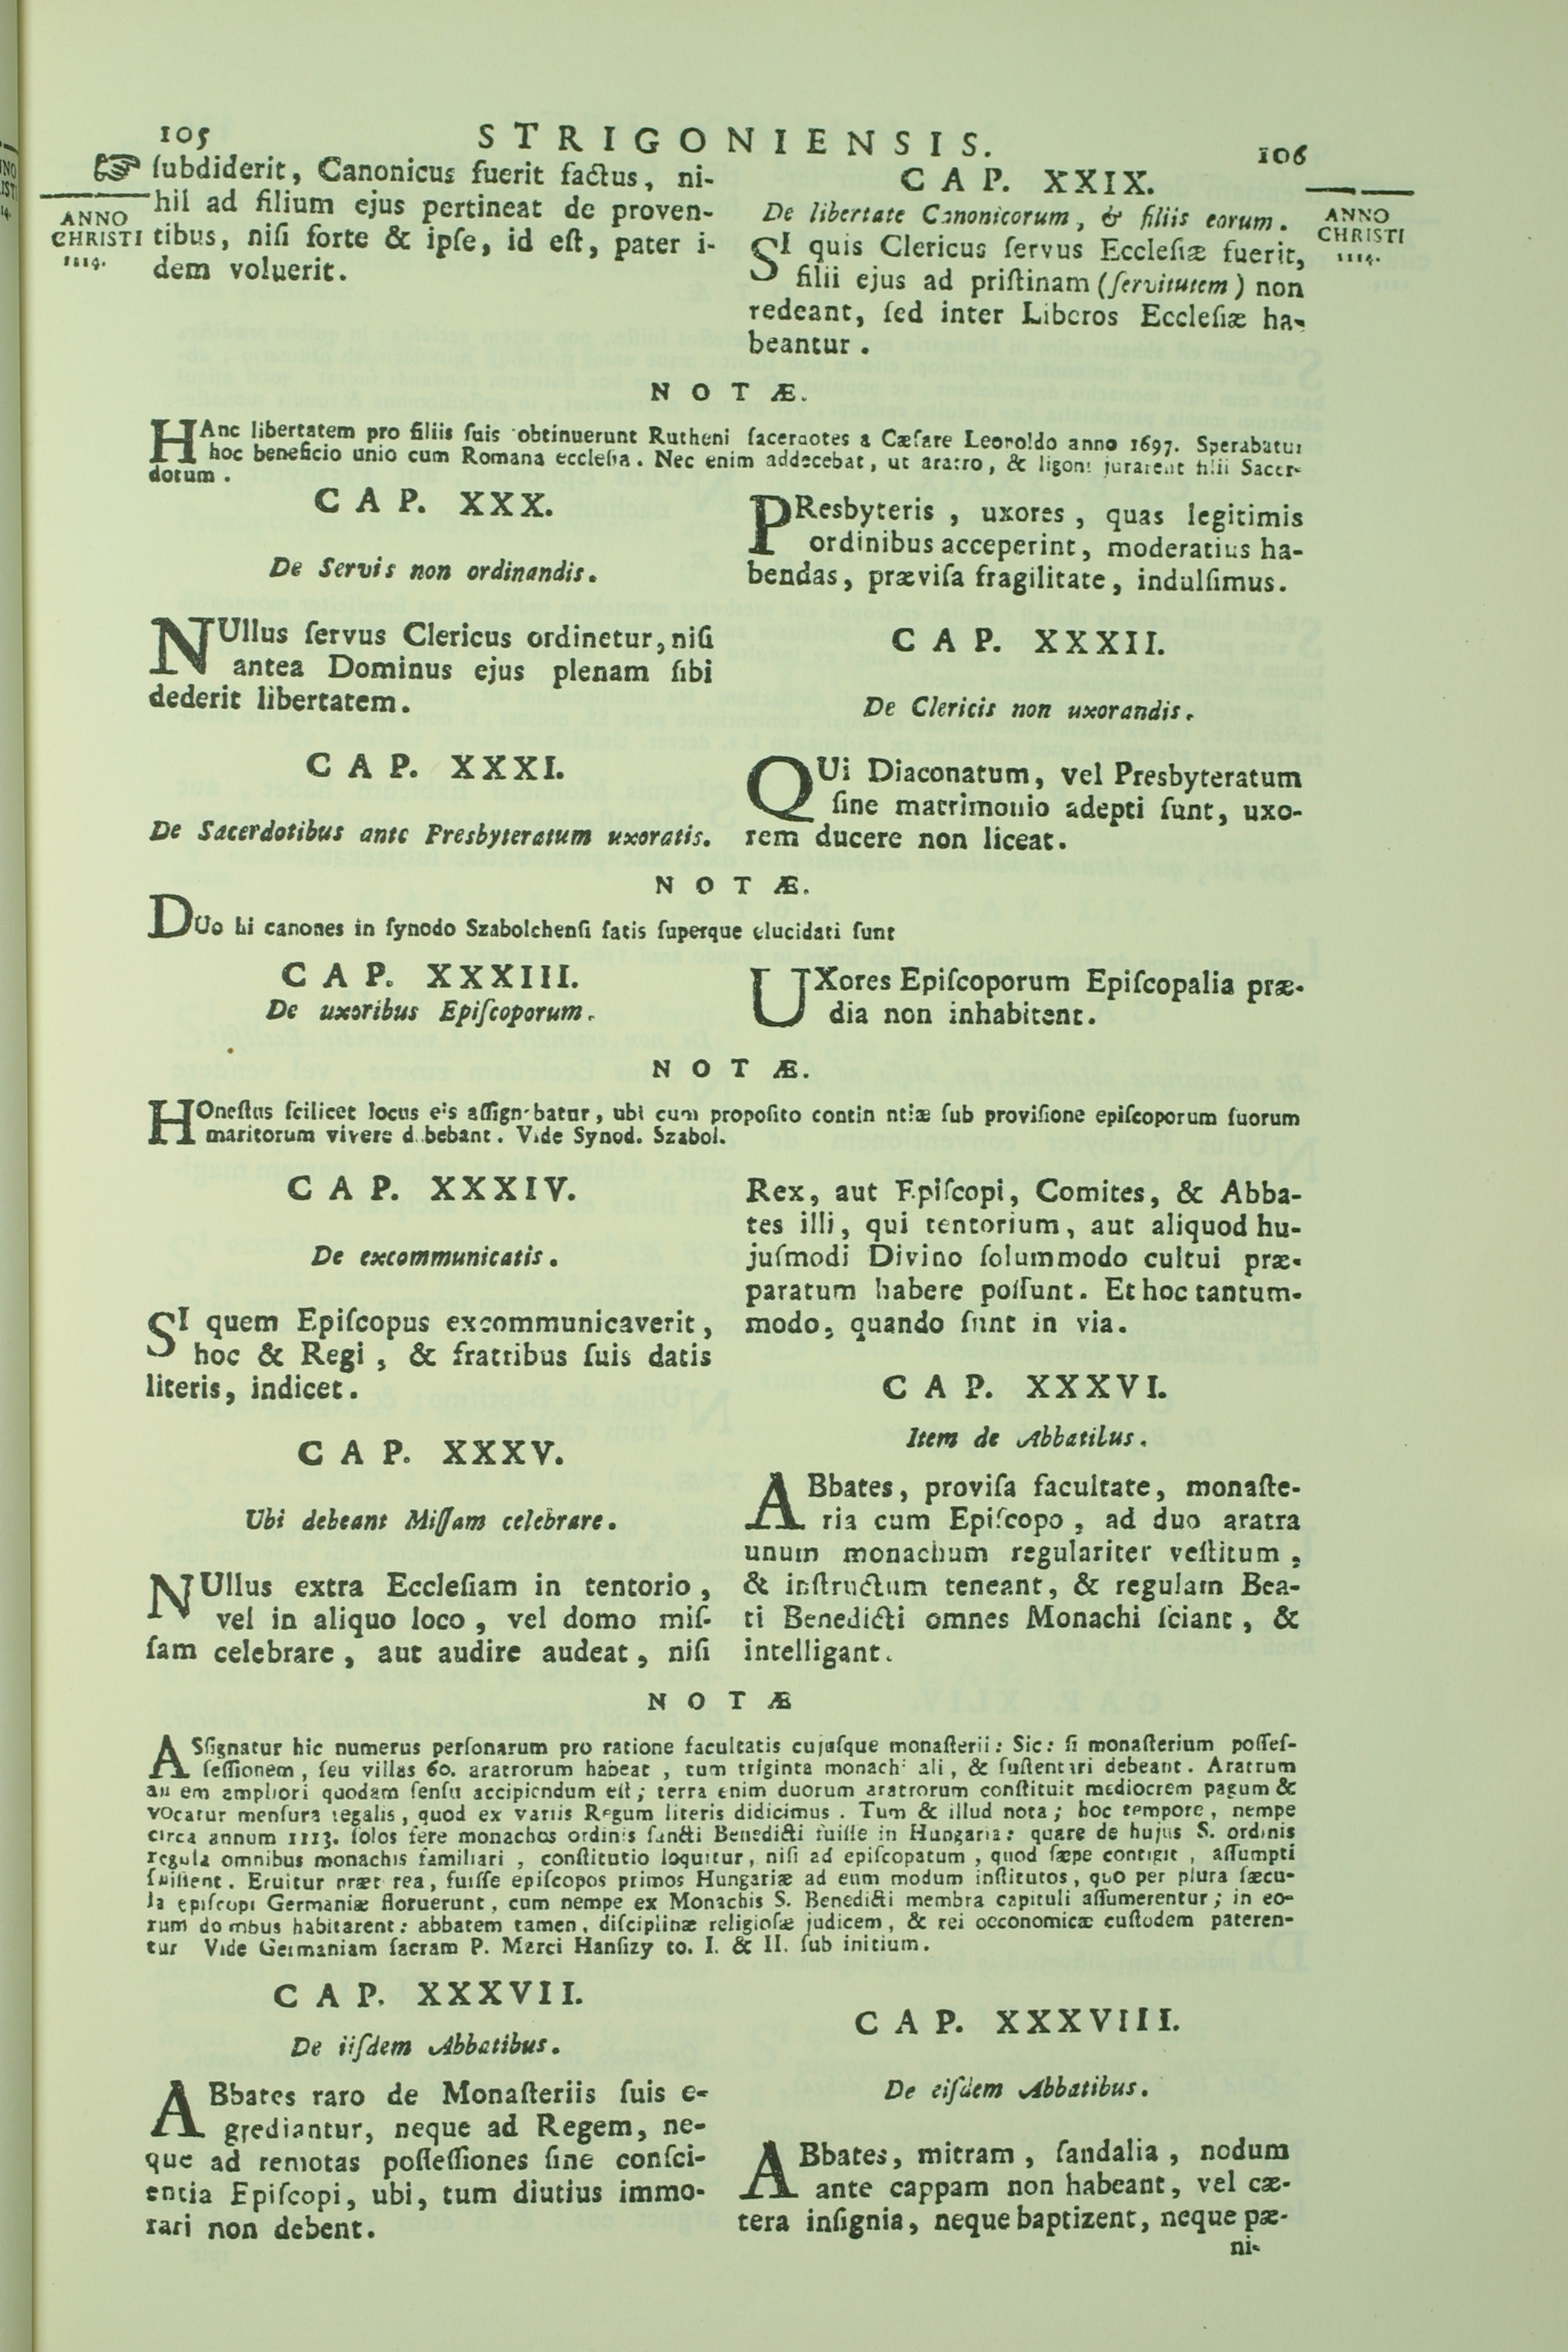 105
STRIGONIENSIS.
106
ſubdiderit, Canonicus fuerit factus, ni-
hil ad filium ejus pertineat de proven-
tibus, niſi forte & ipſe, id eſt, pater i-
dem voluerit.
ANNO
CHRISTI
1114.
CAP. XXIX.
De libertate Canonicorum, & filiis eorum.
SI quis Clericus ſervus Eccleſiæ fuerit,
filii ejus ad priſtinam (ſervitutem) non
redeant, ſed inter Liberos Eccleſiæ ha-
beantur.
ANNO
CHRISTI
1114.
NOTÆ.
HAnc libertatem pro filiis ſuis obtinuerunt Rutheni ſacerdotes a Cæſare Leopoldo anno 1697. Sperabatur
hoc beneficio unio cum Romana eccleſia. Nec enim addecebat, ut aratro, & ligoni jurarent filii Sacer-
dotum.
CAP. XXX.
De Servis non ordinandis.
NUllus ſervus Clericus ordinetur, niſi
antea Dominus ejus plenam ſibi
dederit libertatem.
CAP. XXXI.
De Sacerdotibus ante Presbyteratum uxoratis.
PResbyteris, uxores, quas legitimis
ordinibus acceperint, moderatius ha-
bendas, præviſa fragilitate, indulſimus.
CAP. XXXII.
De Clericis non uxorandis.
QUi Diaconatum, vel Presbyteratum
ſine matrimonio adepti ſunt, uxo-
rem ducere non liceat.
NOTÆ.
DUo hi canones in ſynodo Szabolchenſi ſatis ſuperque elucidati ſunt
CAP. XXXIII.
De uxoribus Epiſcoporum.
UXores Epiſcoporum Epiſcopalia præ-
dia non inhabitent.
NOTÆ.
HOneſtus ſcilicet locus eis aſſignabatur, ubi cum propoſito contin ntiæ ſub proviſione epiſcoporum ſuorum
maritorum vivere d bebant. Vide Synod. Szabol.
CAP. XXXIV.
De excommunicatis.
SI quem Epiſcopus excommunicaverit,
hoc & Regi, & fratribus ſuis datis
literis, indicet.
CAP. XXXV.
Ubi debeant Miſſam celebrare.
NUllus extra Eccleſiam in tentorio,
vel in aliquo loco, vel domo miſ-
ſam celebrare, aut audire audeat, niſi
Rex, aut Epiſcopi, Comites, & Abba-
tes illi, qui tentorium, aut aliquod hu-
juſmodi Divino ſolummodo cultui præ-
paratum habere poſſunt. Et hoc tantum-
modo, quando ſunt in via.
CAP. XXXVI.
Item de Abbatibus.
ABbates, proviſa facultate, monaſte-
ria cum Epiſcopo, ad duo aratra
unum monachum regulariter veſtitum,
& inſtructum teneant, & regulam Bea-
ti Benedicti omnes Monachi ſciant, &
intelligant.
NOTÆ
ASſignatur hic numerus perſonarum pro ratione facultatis cujuſque monaſterii: Sic: ſi monaſterium poſſeſ-
ſeſſionem, ſeu villas 60. aratrorum habeat, tum triginta monachi ali, & ſuſtentari debeant. Aratrum
au em ampliori quodam ſenſu accipiendum eſt; terra enim duorum aratrorum conſtituit mediocrem pagum &
vocatur menſura regalis, quod ex variis Regum literis didicimus. Tum & illud nota; hoc tempore, nempe
circa annum 1113. ſolos fere monachos ordinis ſancti Benedicti fuiſſe in Hungaria: quare de hujus S. ordinis
regula omnibus monachis familiari, conſtitutio loquitur, niſi ad epiſcopatum, quod ſæpe contigit, aſſumpti
fuiſſent. Eruitur præt rea, fuiſſe epiſcopos primos Hungariæ ad eum modum inſtitutos, quo per plura ſæcu-
la epiſcopi Germaniæ floruerunt, cum nempe ex Monachis S. Benedicti membra capituli aſſumerentur; in eo-
rum do mbus habitarent: abbatem tamen, diſciplinæ religioſæ judicem, & rei oeconomicæ cuſtodem pateren-
tur Vide Germaniam ſacram P. Marci Hanſizy to. I. & II. ſub initium.
CAP. XXXVII.
De iiſdem Abbatibus.
ABbates raro de Monaſteriis ſuis e-
grediantur, neque ad Regem, ne-
que ad remotas poſſeſſiones ſine conſci-
entia Epiſcopi, ubi, tum diutius immo-
rari non debent.
CAP. XXXVIII.
De eiſdem Abbatibus.
ABbates, mitram, ſandalia, nodum
ante cappam non habeant, vel cæ-
tera inſignia, neque baptizent, neque pæ-
ni-